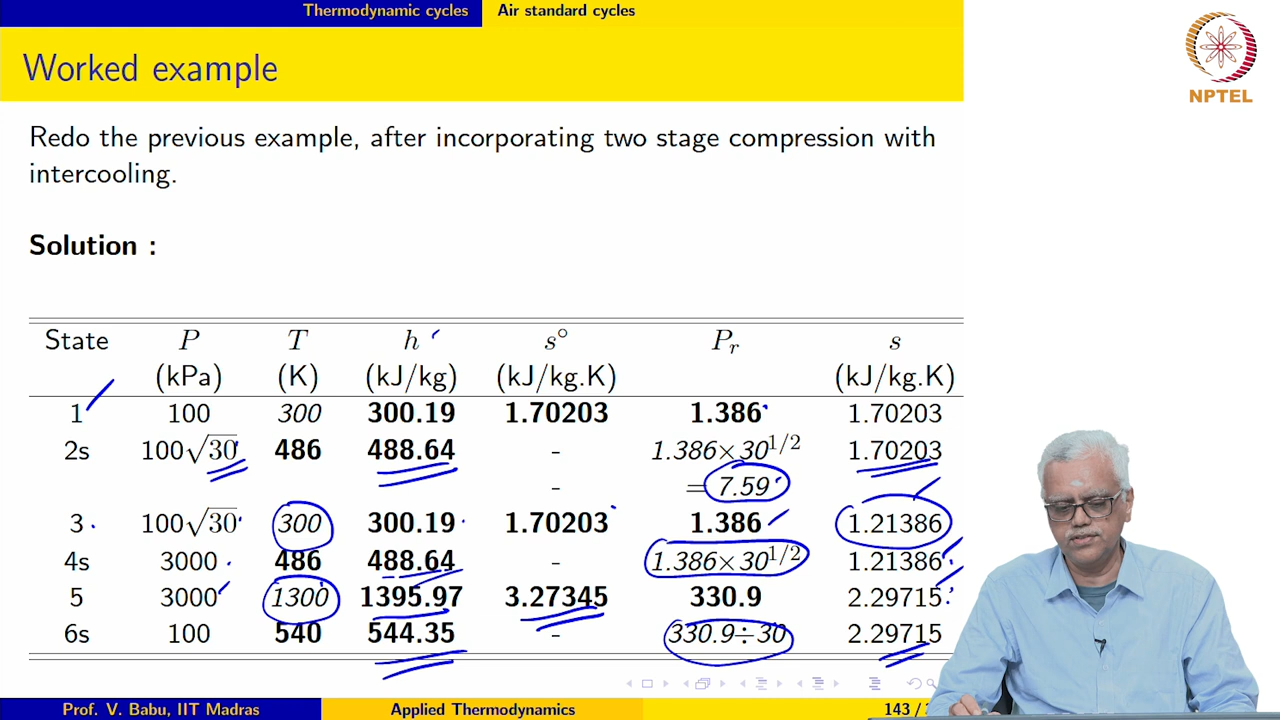 Thermodynamic cycles Air standard cycles
Worked example
NPTEL
Redo the previous example, after incorporating two stage compression with
intercooling.
Solution :
State P T h s° Pr s
(kPa) (K) (kJ/kg) (kJ/kg.K) (kJ/kg.K)
1 100 300 300.19 1.70203 1.386 1.70203
2s 100√30 486 488.64 - 1.386×30^1/2 1.70203
- = 7.59
3 100√30 300 300.19 1.70203 1.386 1.21386
4s 3000 486 488.64 - 1.386×30^1/2 1.21386
5 3000 1300 1395.97 3.27345 330.9 2.29715
6s 100 540 544.35 - 330.9÷30 2.29715
Prof. V. Babu, IIT Madras Applied Thermodynamics 143 /